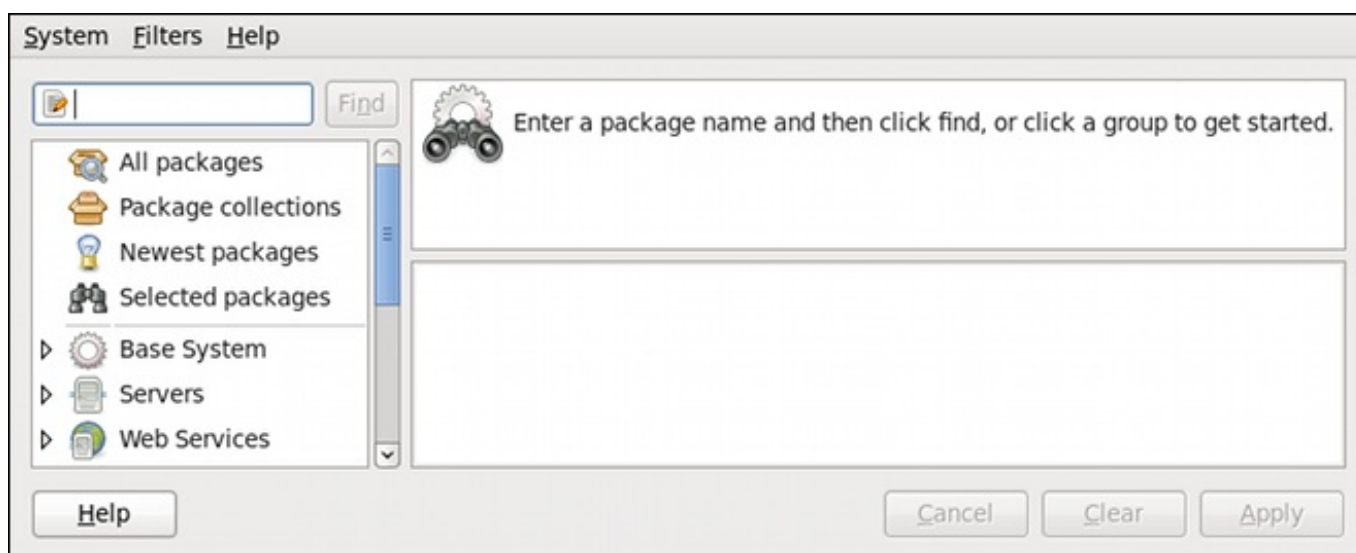 System Filters Help
Find
Enter a package name and then click find, or click a group to get started.
All packages
Package collections
Newest packages
Selected packages
Base System
Servers
Web Services
Help
Cancel Clear Apply